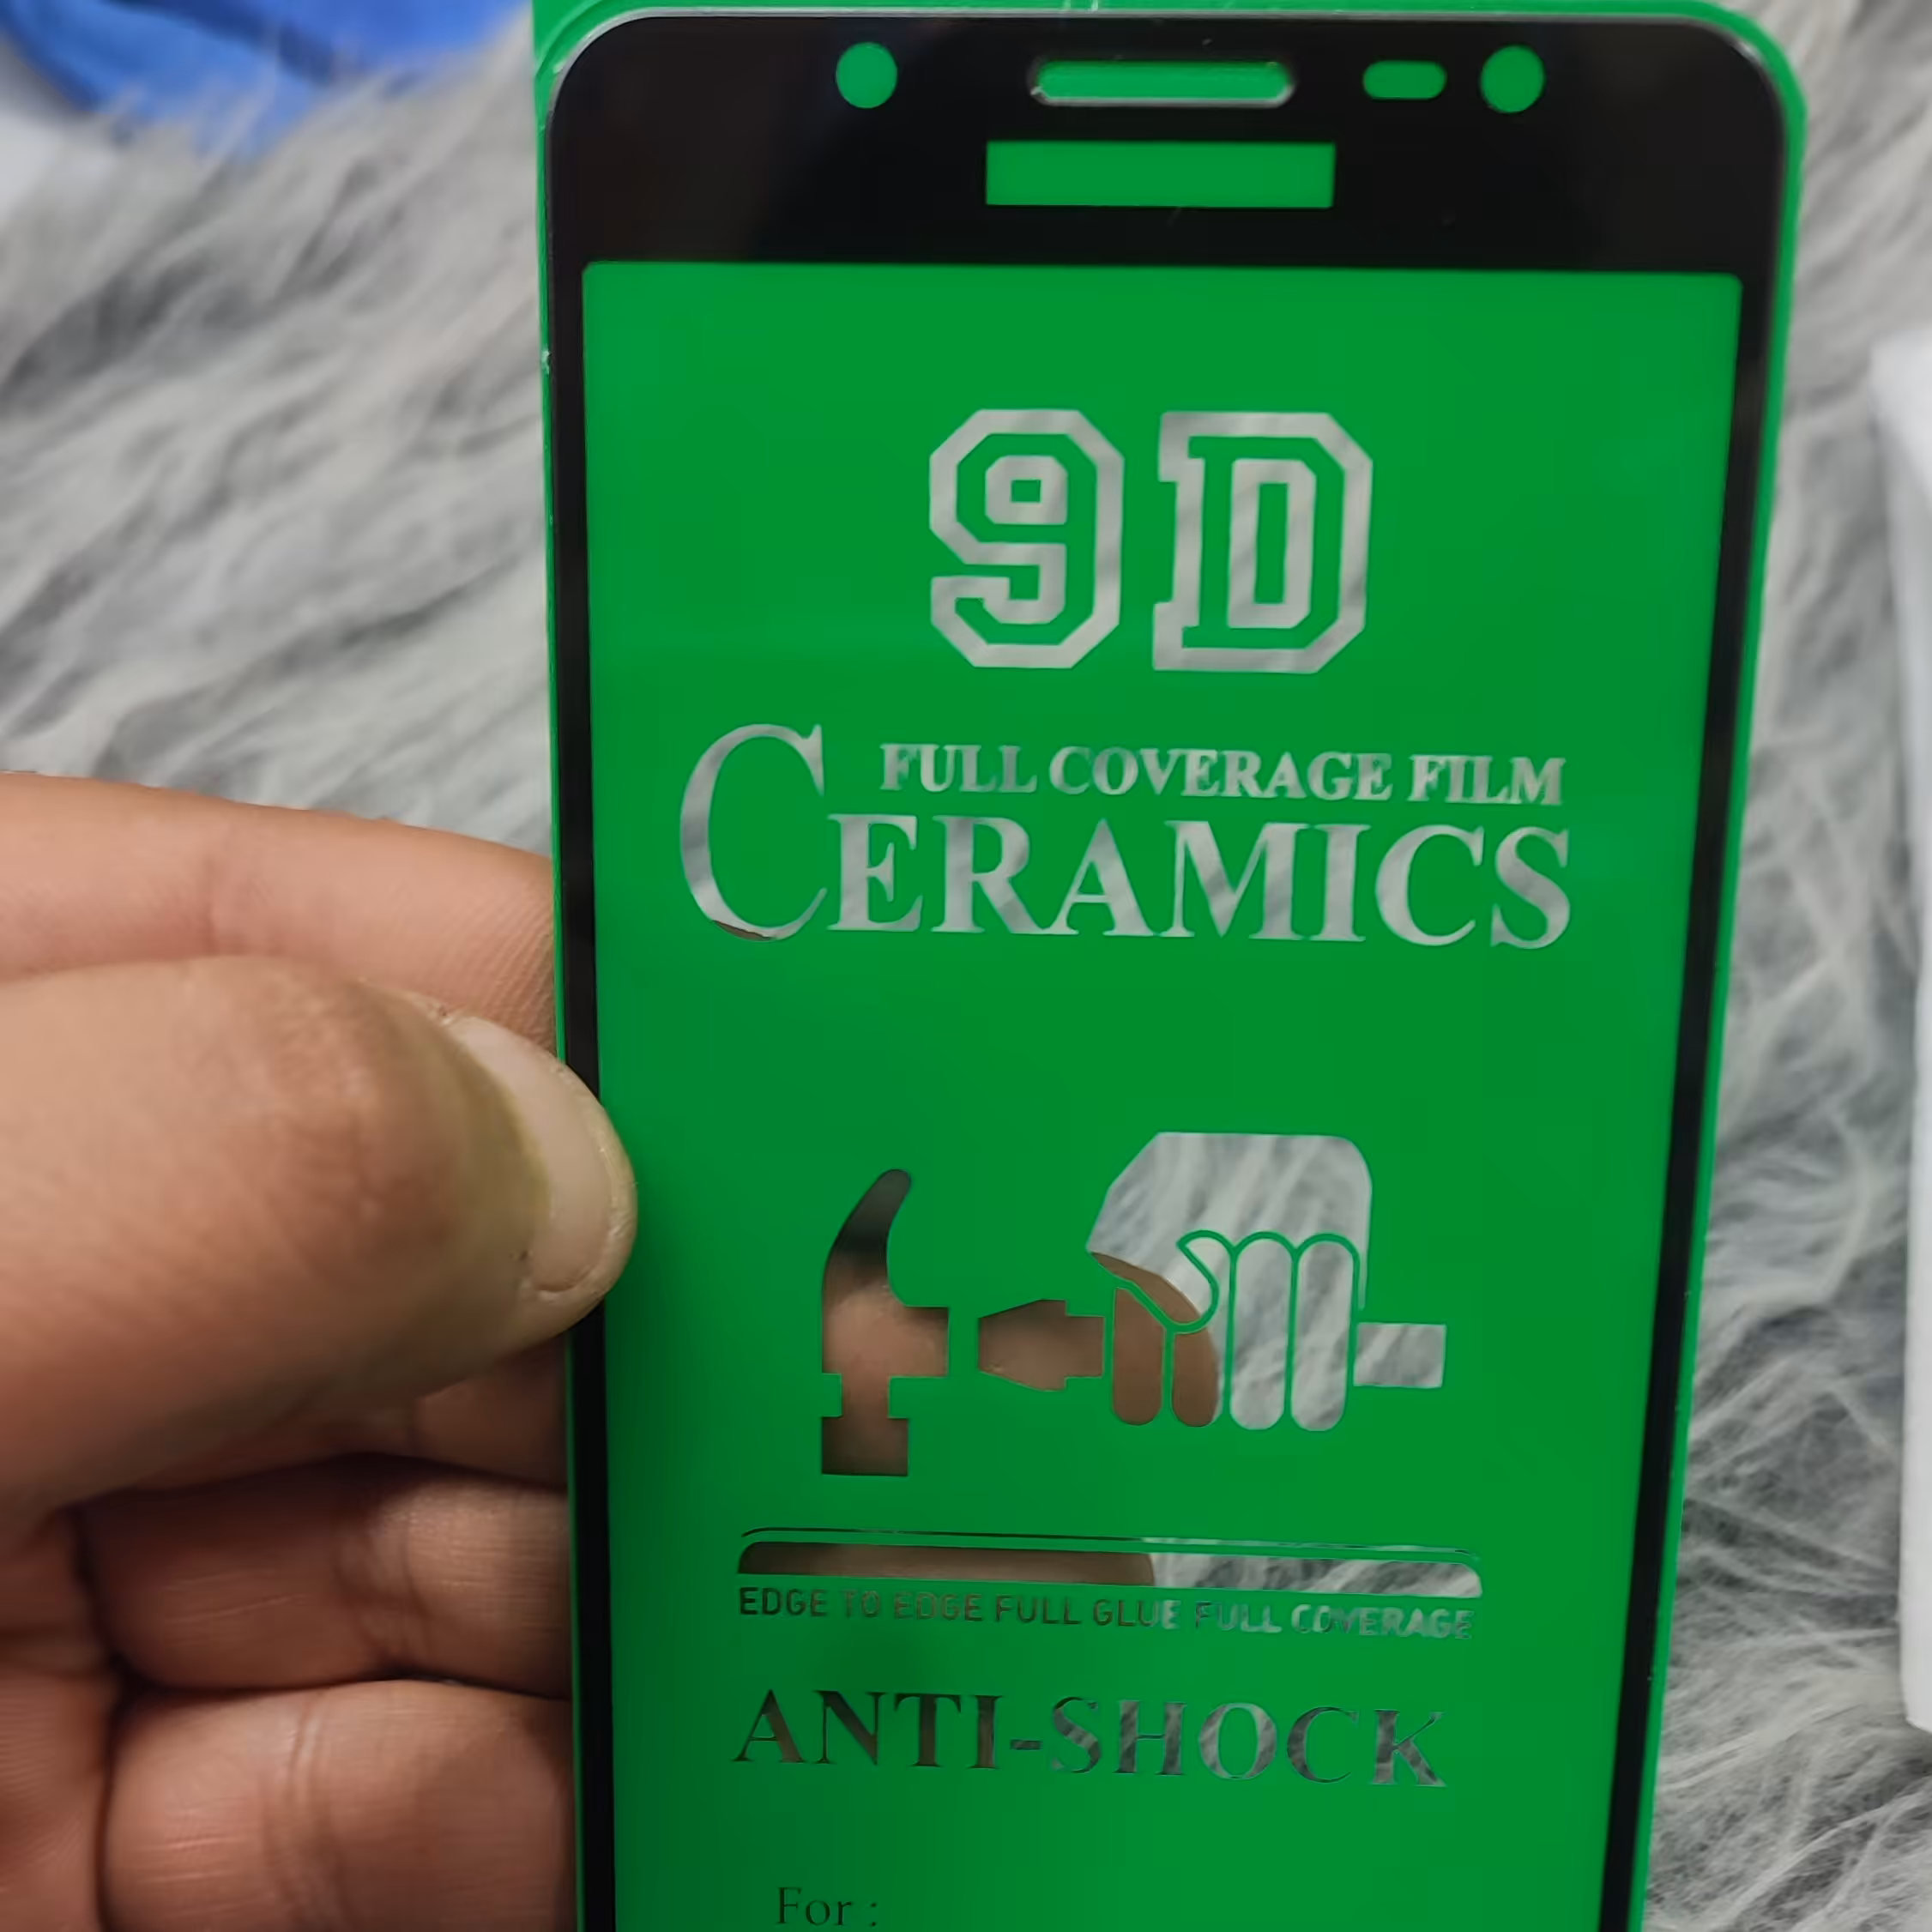 9D
FULL COVERAGE FILM
CERAMICS
EDGE TO EDGE FULL GLUE FULL COVERAGE
ANTI-SHOCK
For :